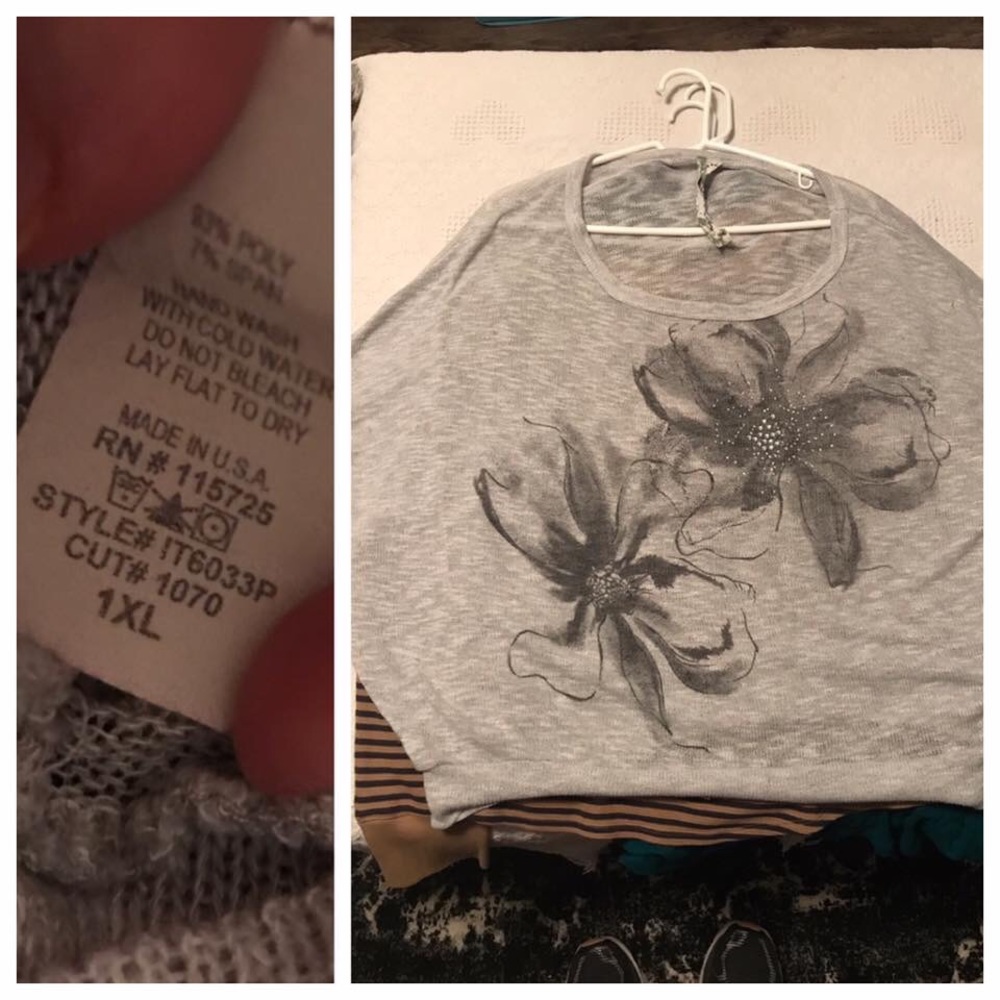 93% POLY
7% SPAN
HAND WASH
WITH COLD WATER
DO NOT BLEACH
LAY FLAT TO DRY
MADE IN U.S.A.
RN # 115725
STYLE# IT6033P
CUT# 1070
1XL